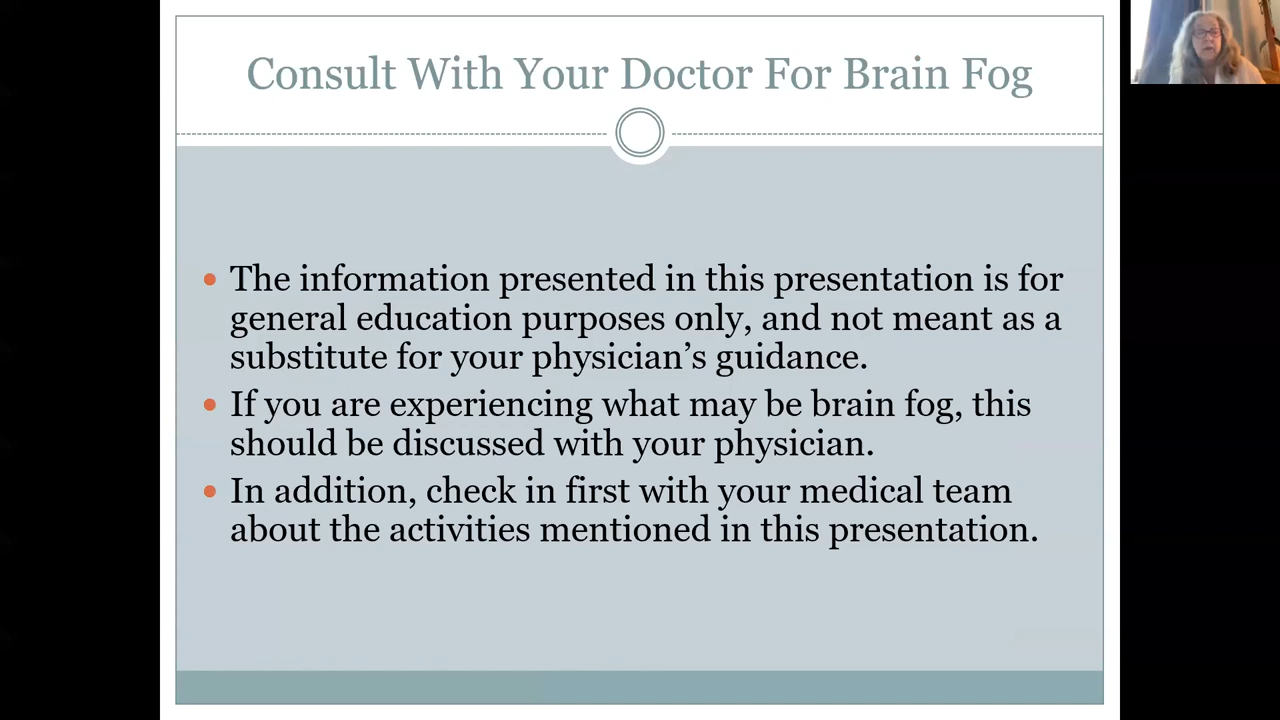 Consult With Your Doctor For Brain Fog
• The information presented in this presentation is for
general education purposes only, and not meant as a
substitute for your physician’s guidance.
• If you are experiencing what may be brain fog, this
should be discussed with your physician.
• In addition, check in first with your medical team
about the activities mentioned in this presentation.